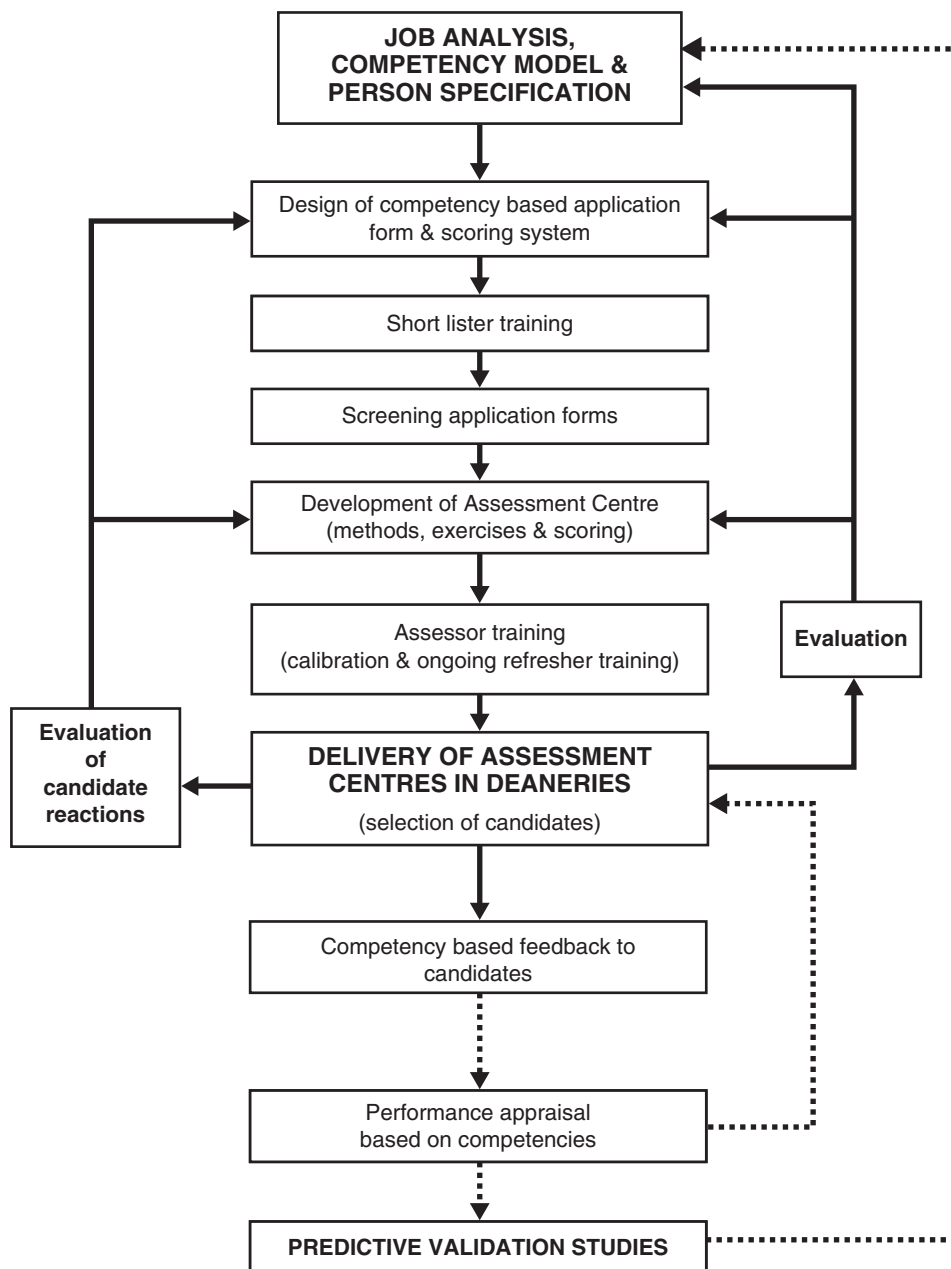 JOB ANALYSIS,
COMPETENCY MODEL &
PERSON SPECIFICATION
Design of competency based application
form & scoring system
Short lister training
Screening application forms
Development of Assessment Centre
(methods, exercises & scoring)
Assessor training
(calibration & ongoing refresher training)
Evaluation
Evaluation
of
candidate
reactions
DELIVERY OF ASSESSMENT
CENTRES IN DEANERIES
(selection of candidates)
Competency based feedback to
candidates
Performance appraisal
based on competencies
PREDICTIVE VALIDATION STUDIES